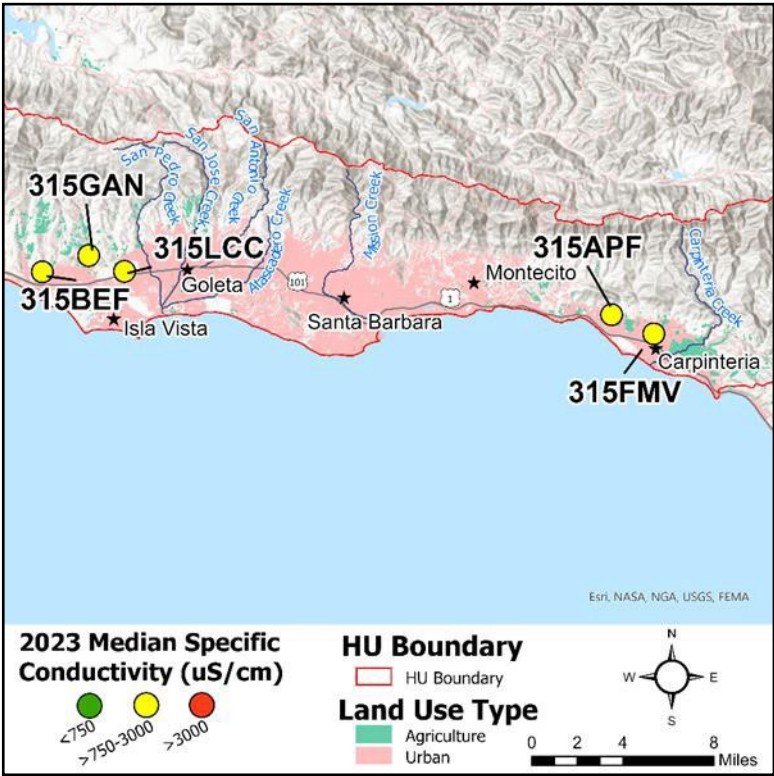 San Pedro Creek
San Jose Creek
San Antonio Creek
Atascadero Creek
Mission Creek
Carpinteria Creek
315GAN
315LCC
315APF
Goleta
Montecito
315BEF
101
1
Isla Vista
Santa Barbara
Carpinteria
315FMV
Esri, NASA, NGA, USGS, FEMA
2023 Median Specific
Conductivity (uS/cm)
<750
>750-3000
>3000
HU Boundary
HU Boundary
Land Use Type
Agriculture
Urban
N
W
E
S
0 2 4 8
Miles